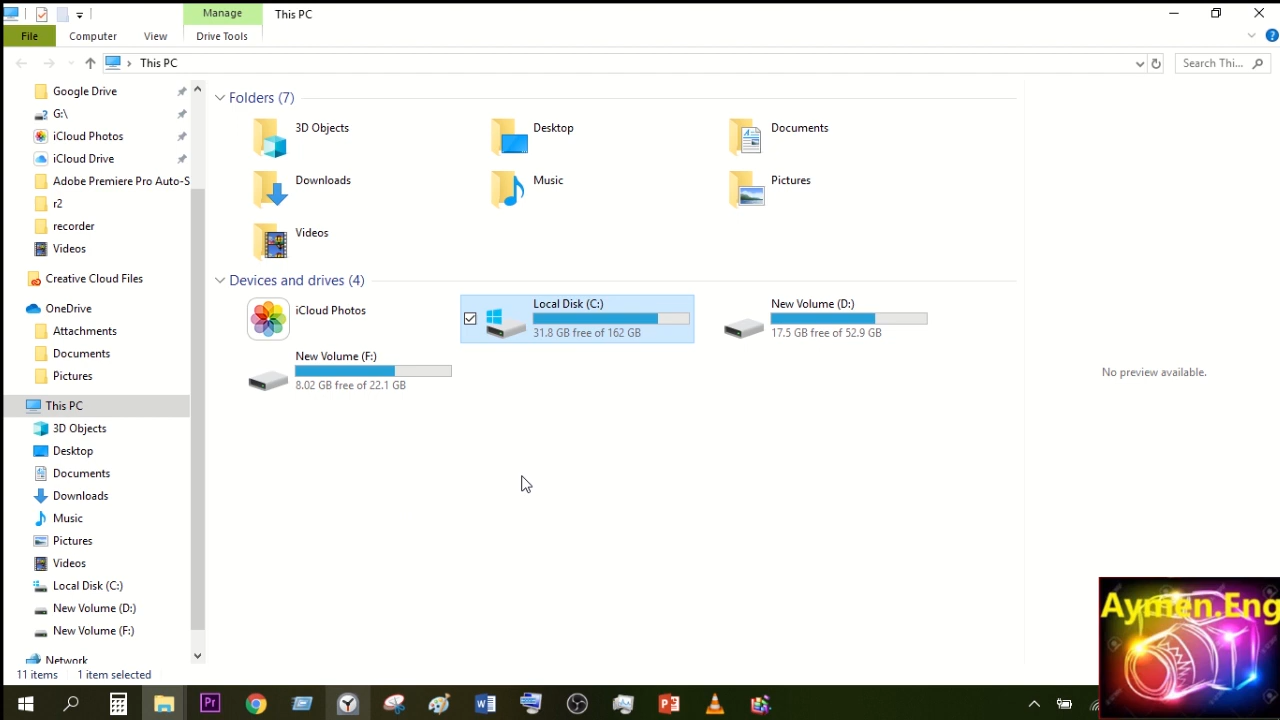 Manage
This PC
File
Computer
View
Drive Tools
This PC
Search Thi...
Google Drive
G:\
iCloud Photos
iCloud Drive
Adobe Premiere Pro Auto-S
r2
recorder
Videos
Creative Cloud Files
OneDrive
Attachments
Documents
Pictures
This PC
3D Objects
Desktop
Documents
Downloads
Music
Pictures
Videos
Local Disk (C:)
New Volume (D:)
New Volume (F:)
Network
Folders (7)
3D Objects
Desktop
Documents
Downloads
Music
Pictures
Videos
Devices and drives (4)
iCloud Photos
Local Disk (C:)
31.8 GB free of 162 GB
New Volume (D:)
17.5 GB free of 52.9 GB
New Volume (F:)
8.02 GB free of 22.1 GB
No preview available.
11 items
1 item selected
Aymen.Eng
Pr